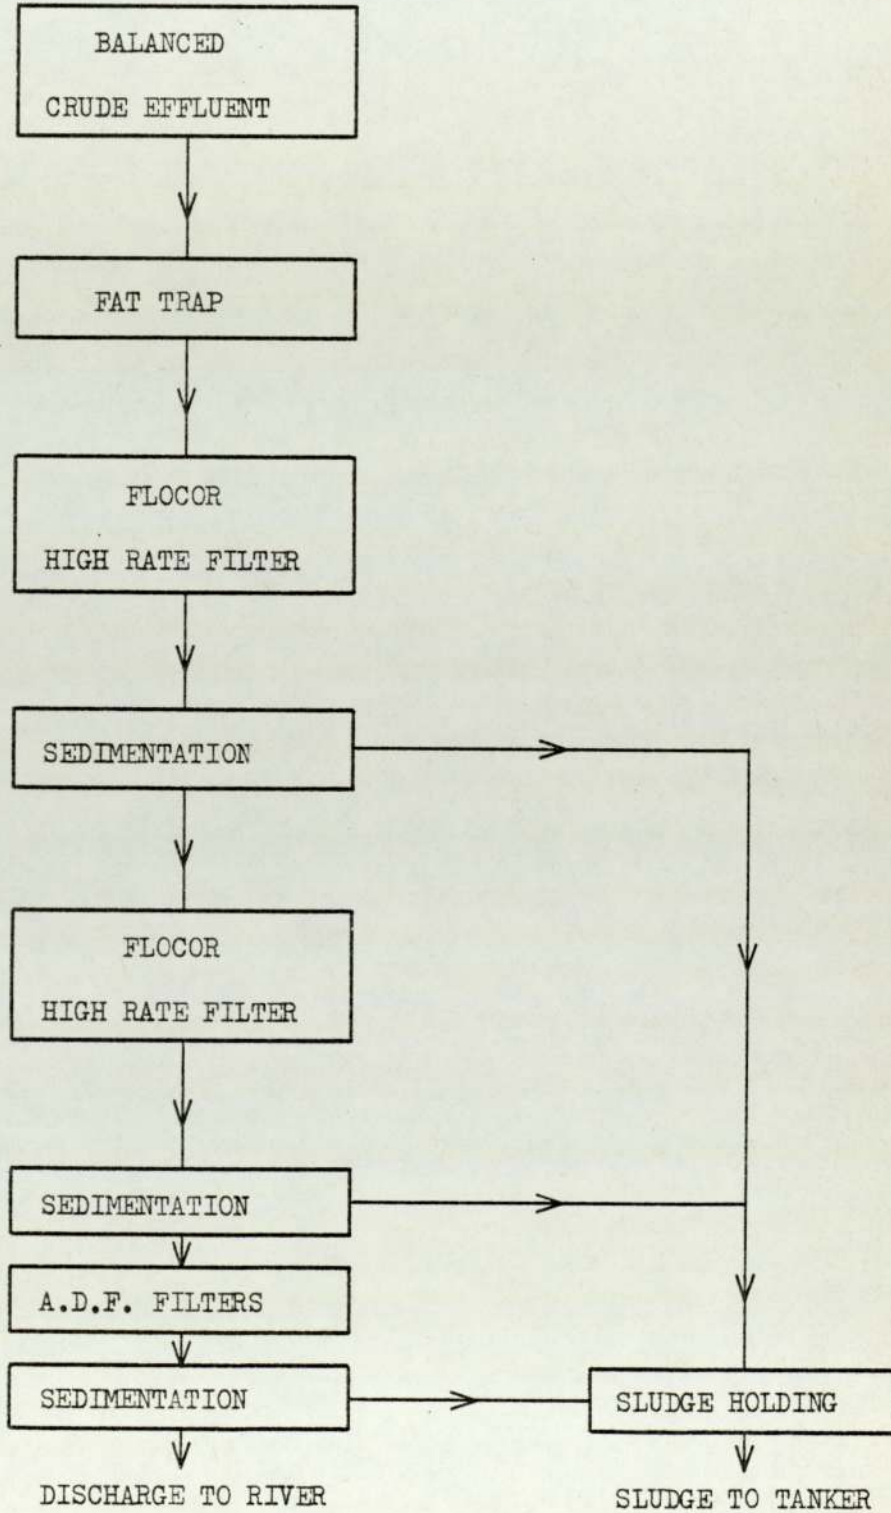 BALANCED
CRUDE EFFLUENT
FAT TRAP
FLOCOR
HIGH RATE FILTER
SEDIMENTATION
FLOCOR
HIGH RATE FILTER
SEDIMENTATION
A.D.F. FILTERS
SEDIMENTATION
SLUDGE HOLDING
DISCHARGE TO RIVER
SLUDGE TO TANKER